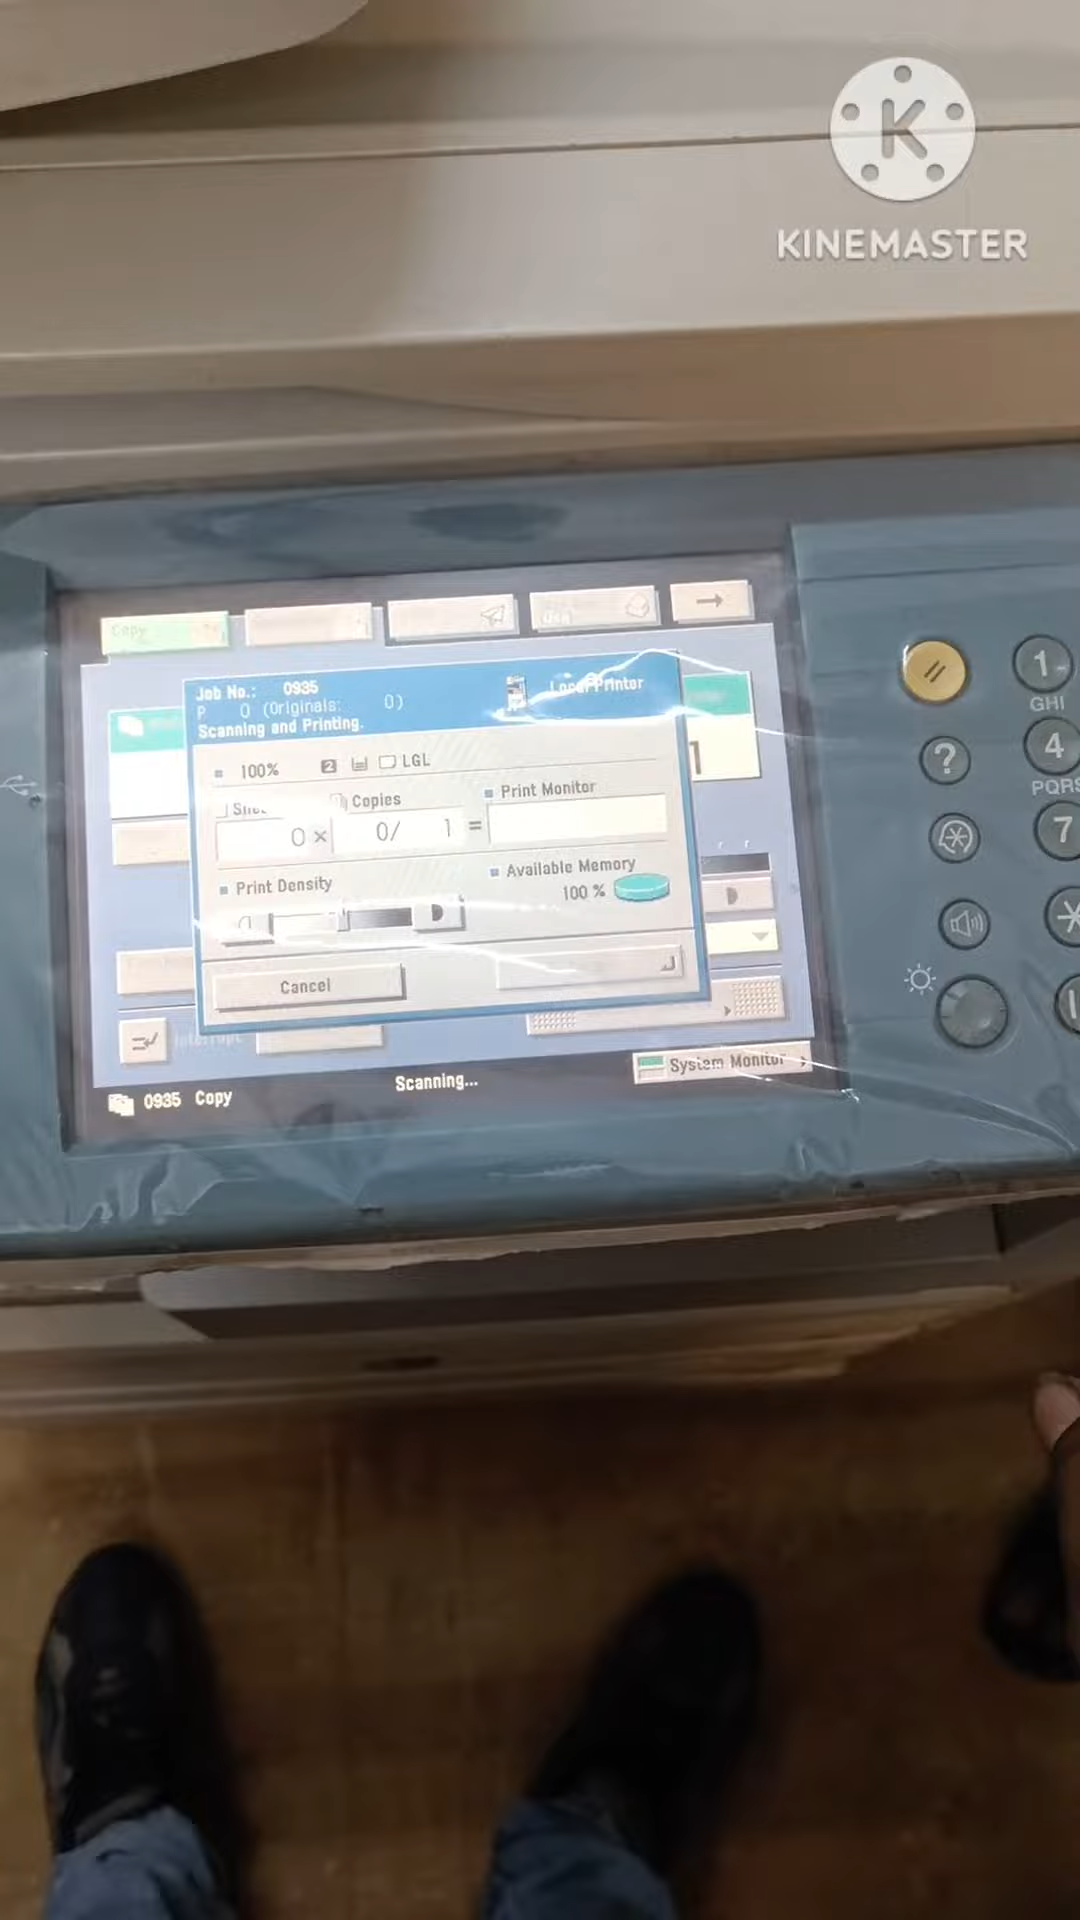 KINEMASTER
Copy
Job No.: 0935
P 0 (Originals: 0)
Local Printer
Scanning and Printing.
100% 2 LGL
Copies
Print Monitor
0 × 0/ 1 =
Print Density
Available Memory
100 %
Cancel
Interrupt
System Monitor
0935 Copy
Scanning...
1
GHI
4
PQRS
7
?